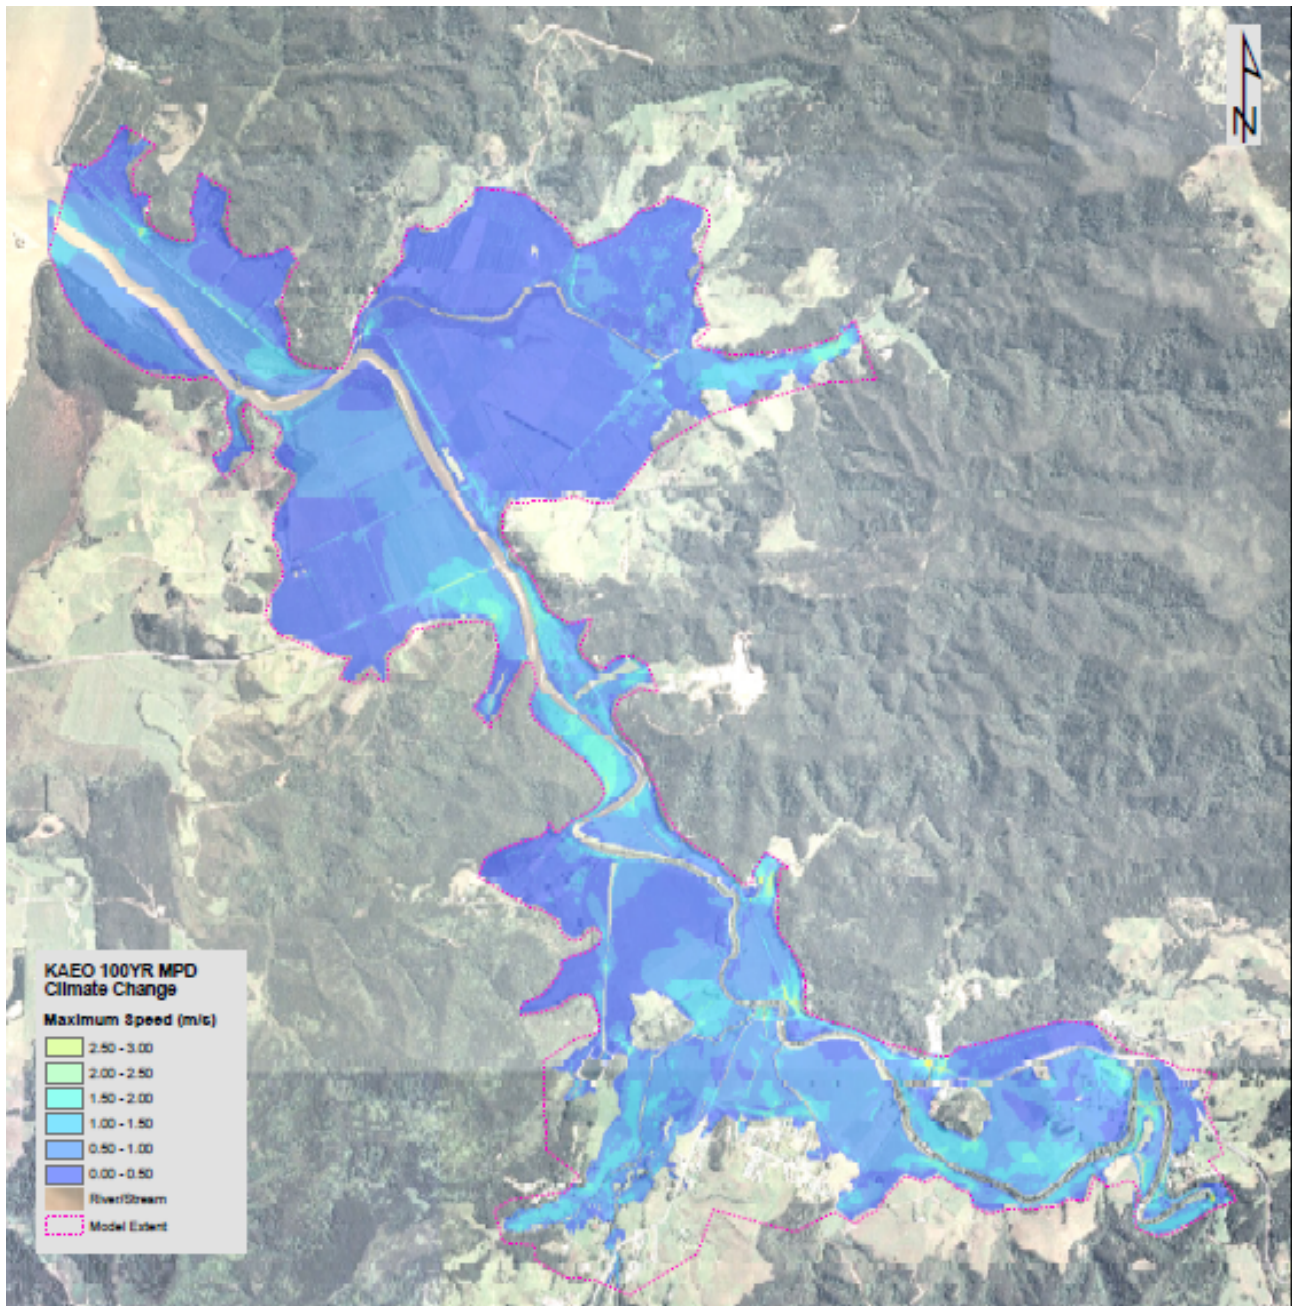 N
KAEO 100YR MPD
Climate Change
Maximum Speed (m/s)
2.50 - 3.00
2.00 - 2.50
1.50 - 2.00
1.00 - 1.50
0.50 - 1.00
0.00 - 0.50
River/Stream
Model Extent